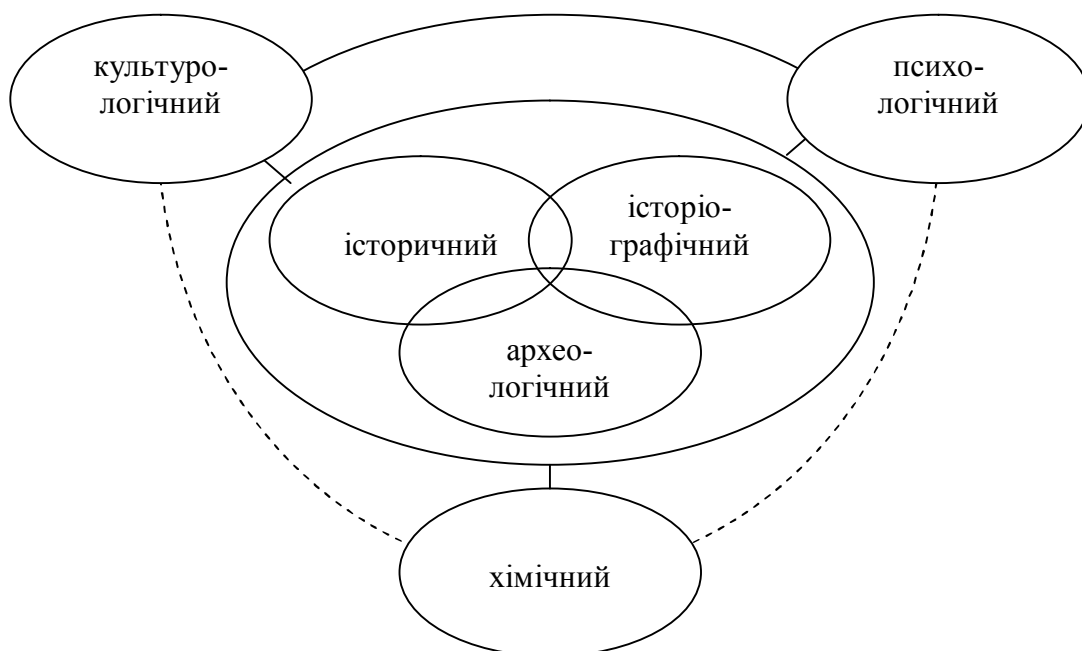 культуро-
логічний
психо-
логічний
історичний
історіо-
графічний
архео-
логічний
хімічний